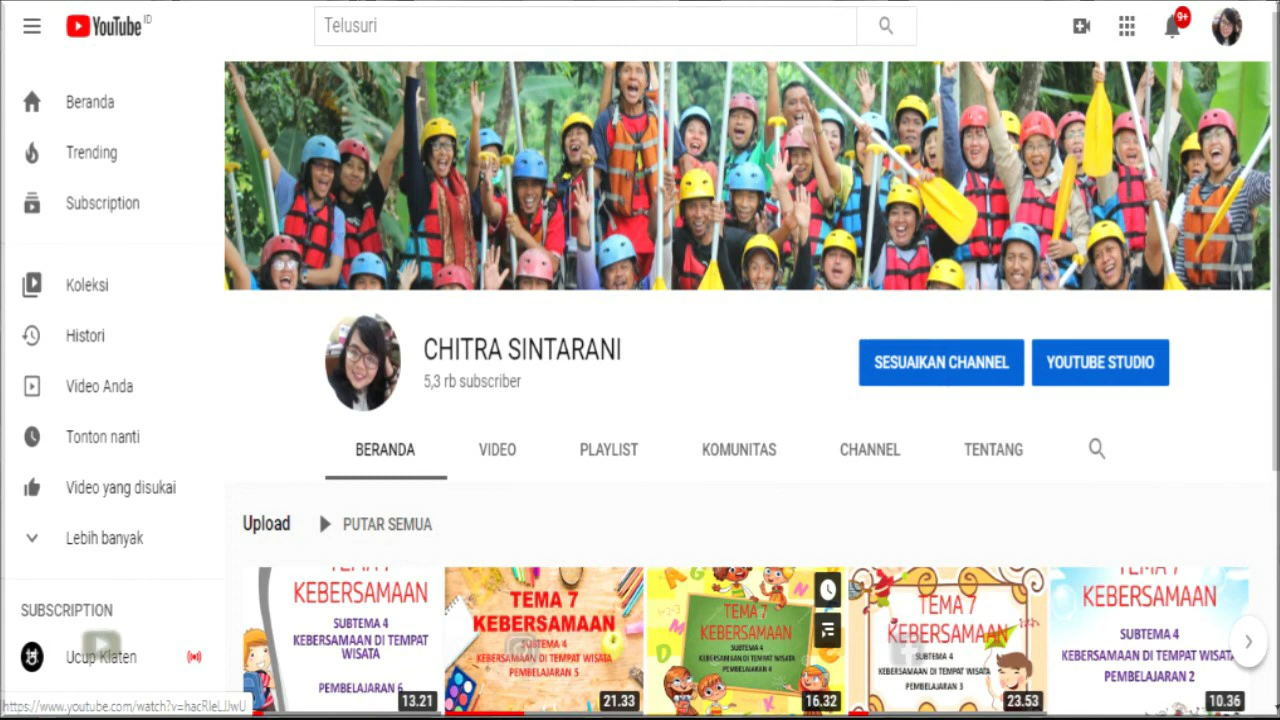 YouTube ID
Telusuri
9+
Beranda
Trending
Subscription
Koleksi
Histori
Video Anda
Tonton nanti
Video yang disukai
Lebih banyak
SUBSCRIPTION
Ucup Klaten
CHITRA SINTARANI
5,3 rb subscriber
SESUAIKAN CHANNEL
YOUTUBE STUDIO
BERANDA VIDEO PLAYLIST KOMUNITAS CHANNEL TENTANG
Upload PUTAR SEMUA
TEMA 7
KEBERSAMAAN
SUBTEMA 4
KEBERSAMAAN DI TEMPAT
WISATA
PEMBELAJARAN 6
13.21
TEMA 7
KEBERSAMAAN
SUBTEMA 4
KEBERSAMAAN DI TEMPAT WISATA
PEMBELAJARAN 5
21.33
TEMA 7
KEBERSAMAAN
SUBTEMA 4
KEBERSAMAAN DI TEMPAT WISATA
PEMBELAJARAN 4
16.32
TEMA 7
KEBERSAMAAN
SUBTEMA 4
KEBERSAMAAN DI TEMPAT WISATA
PEMBELAJARAN 3
23.53
TEMA 7
KEBERSAMAAN
SUBTEMA 4
KEBERSAMAAN DI TEMPAT WISATA
PEMBELAJARAN 2
10.36